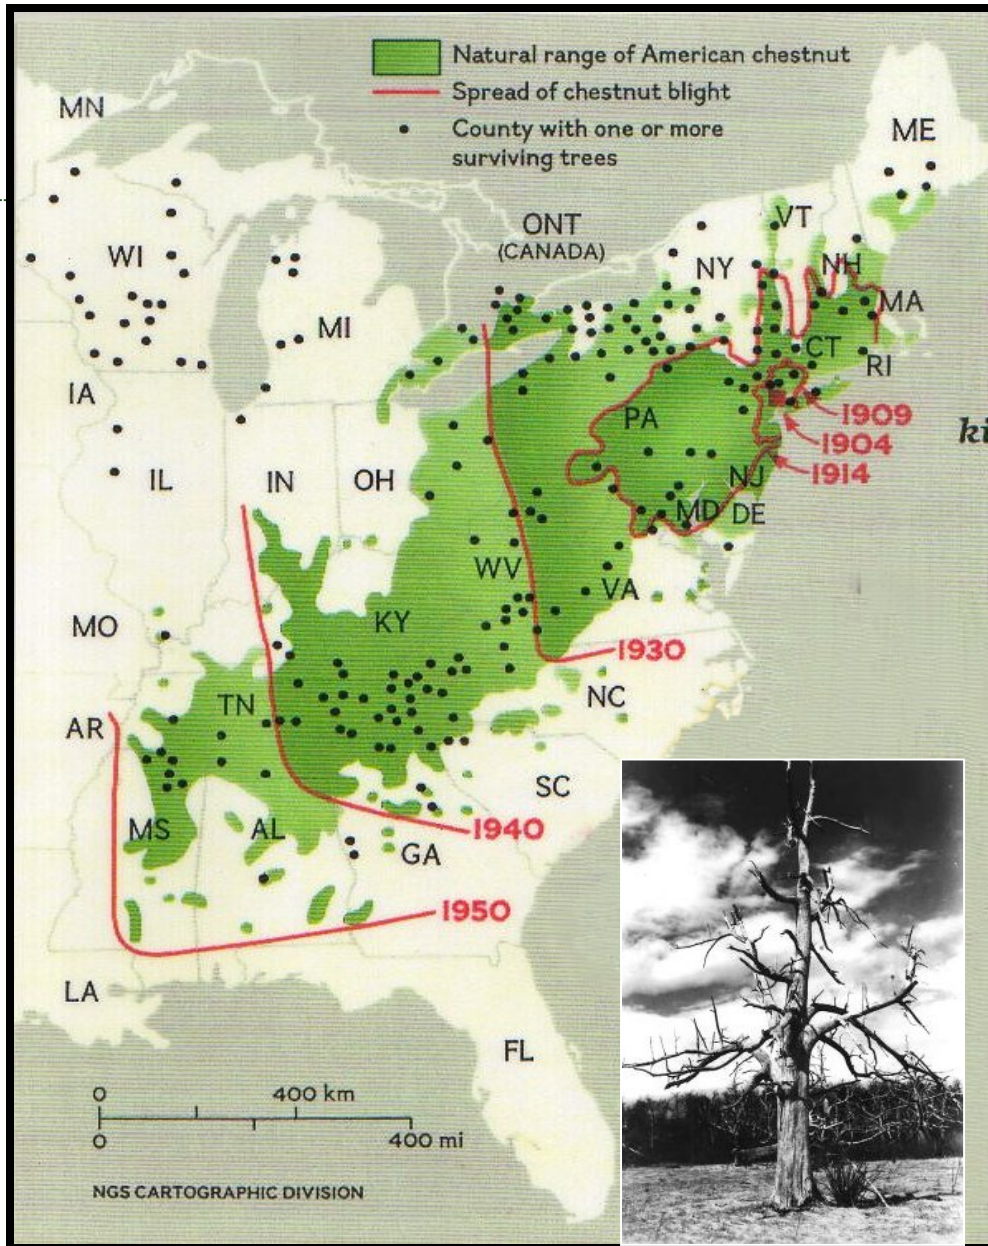 Natural range of American chestnut
Spread of chestnut blight
County with one or more
surviving trees
MN
ME
ONT
(CANADA)
VT
WI
NY
NH
MI
MA
CT
RI
IA
PA
1909
ki
1904
IL
IN
OH
NJ
1914
MD
DE
WV
VA
MO
KY
1930
TN
NC
AR
SC
MS
AL
1940
GA
1950
LA
FL
0
400 km
0
400 mi
NGS CARTOGRAPHIC DIVISION